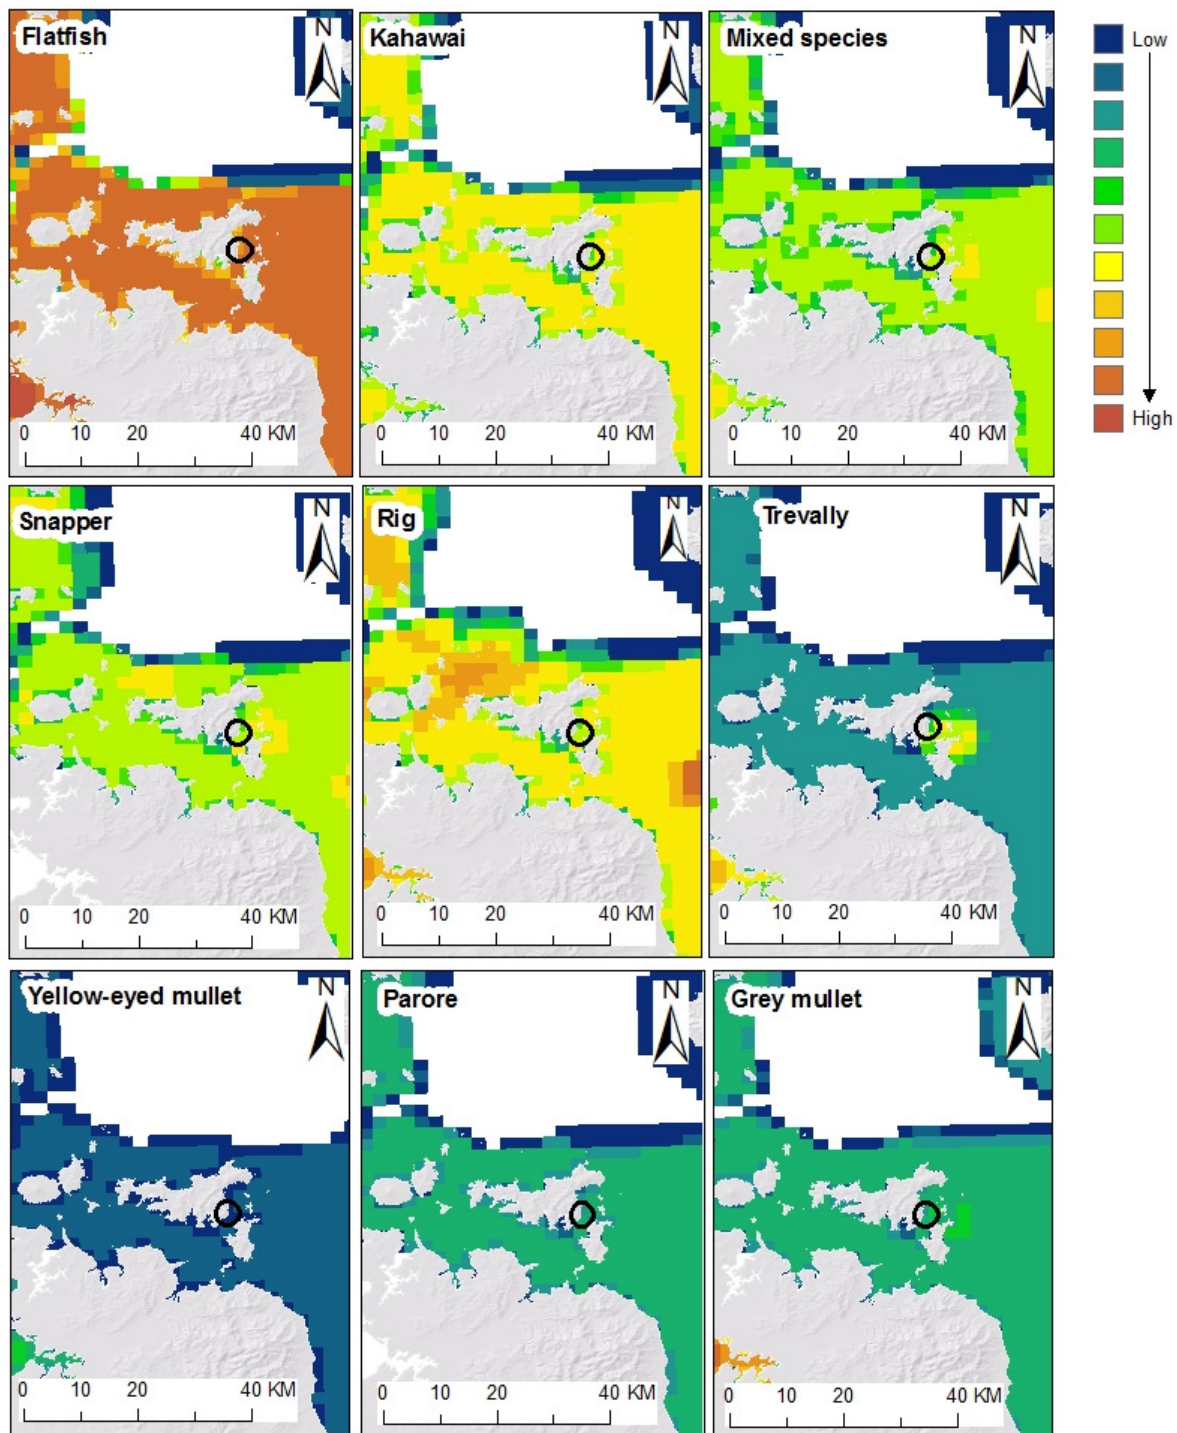 Flatfish
N
0 10 20 40 KM
Kahawai
N
0 10 20 40 KM
Mixed species
N
0 10 20 40 KM
Low
High
Snapper
N
0 10 20 40 KM
Rig
N
0 10 20 40 KM
Trevally
N
0 10 20 40 KM
Yellow-eyed mullet
N
0 10 20 40 KM
Parore
N
0 10 20 40 KM
Grey mullet
N
0 10 20 40 KM